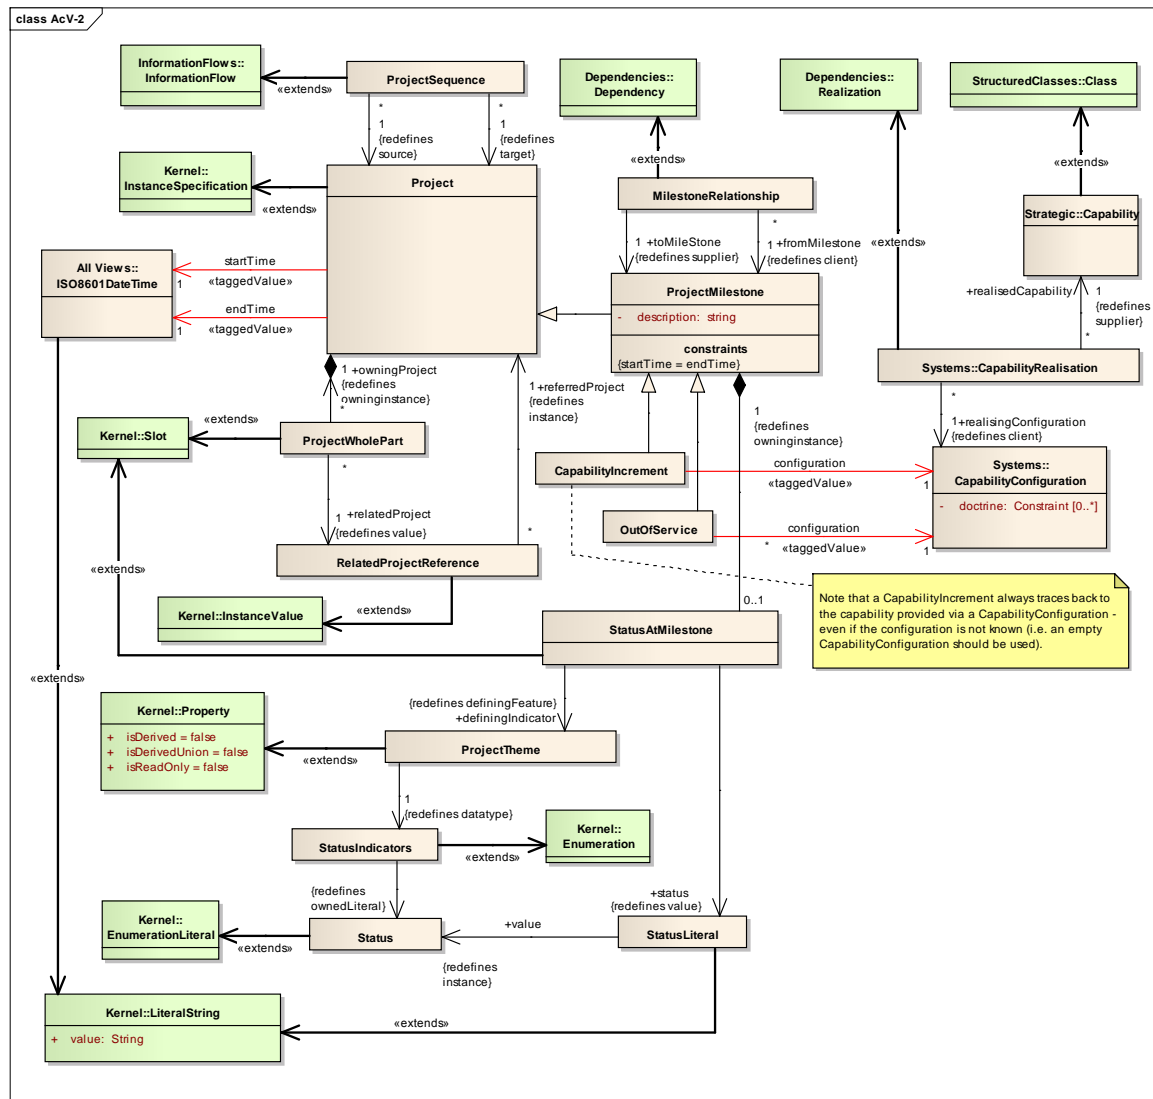 class AcV-2
InformationFlows::
InformationFlow
«extends»
ProjectSequence
*
*
1
{redefines
source}
1
{redefines
target}
Dependencies::
Dependency
«extends»
Dependencies::
Realization
StructuredClasses::Class
«extends»
Kernel::
InstanceSpecification
«extends»
Project
MilestoneRelationship
*
1 +toMileStone
{redefines supplier}
1 +fromMilestone
{redefines client}
«extends»
Strategic::Capability
+realisedCapability
1
{redefines
supplier}
*
All Views::
ISO8601DateTime
startTime
1
«taggedValue»
endTime
1
«taggedValue»
ProjectMilestone
- description: string
constraints
{startTime = endTime}
Systems::CapabilityRealisation
1 +owningProject
{redefines
owninginstance}
*
1 +referredProject
{redefines
instance}
1
{redefines
owninginstance}
*
1 +realisingConfiguration
{redefines client}
Kernel::Slot
«extends»
ProjectWholePart
*
1
+relatedProject
{redefines value}
CapabilityIncrement
configuration
«taggedValue»
1
Systems::
CapabilityConfiguration
- doctrine: Constraint [0..*]
OutOfService
configuration
* «taggedValue»
1
*
RelatedProjectReference
«extends»
Kernel::InstanceValue
«extends»
Note that a CapabilityIncrement always traces back to
the capability provided via a CapabilityConfiguration -
even if the configuration is not known (i.e. an empty
CapabilityConfiguration should be used).
0..1
StatusAtMilestone
«extends»
{redefines definingFeature}
+definingIndicator
Kernel::Property
+ isDerived = false
+ isDerivedUnion = false
+ isReadOnly = false
«extends»
ProjectTheme
1
{redefines datatype}
StatusIndicators
«extends»
Kernel::
Enumeration
{redefines
ownedLiteral}
+status
{redefines value}
Kernel::
EnumerationLiteral
«extends»
Status
+value
{redefines
instance}
StatusLiteral
Kernel::LiteralString
+ value: String
«extends»